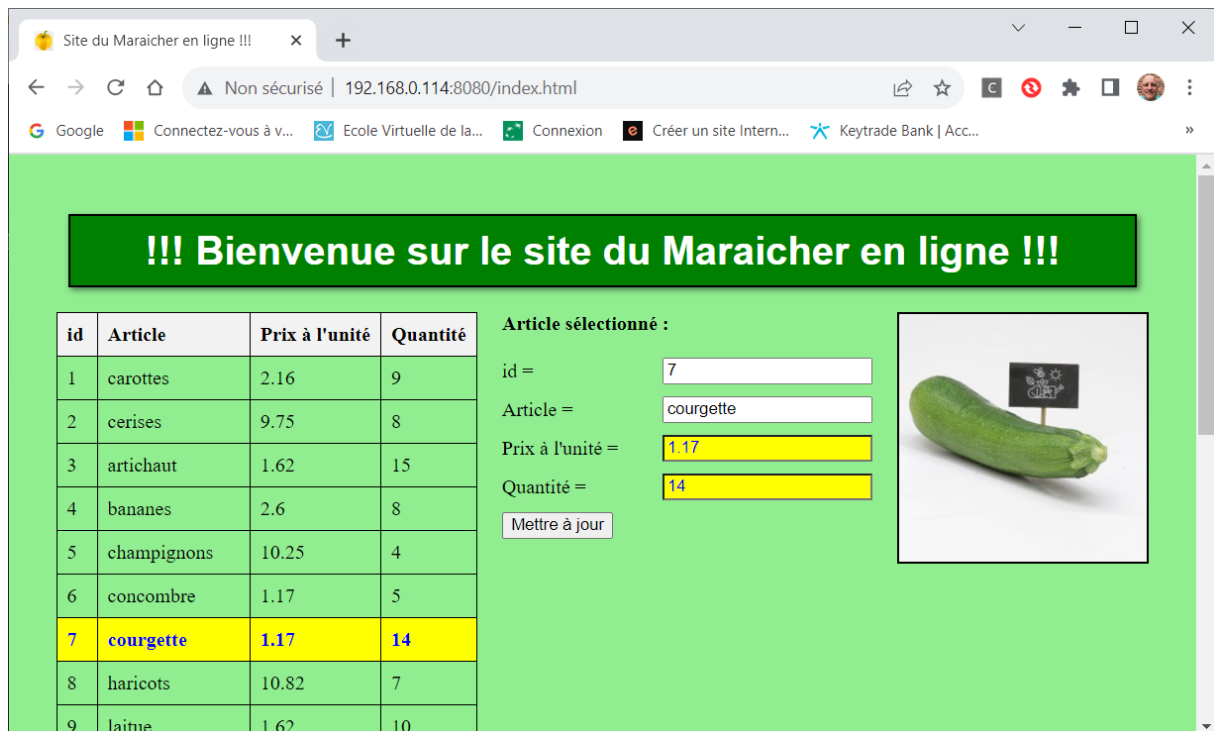 Site du Maraicher en ligne !!!
Non sécurisé | 192.168.0.114:8080/index.html
Google Connectez-vous à v... Ecole Virtuelle de la... Connexion Créer un site Intern... Keytrade Bank | Acc... »
!!! Bienvenue sur le site du Maraicher en ligne !!!
id Article Prix à l'unité Quantité
1 carottes 2.16 9
2 cerises 9.75 8
3 artichaut 1.62 15
4 bananes 2.6 8
5 champignons 10.25 4
6 concombre 1.17 5
7 courgette 1.17 14
8 haricots 10.82 7
9 laitue 1.62 10
Article sélectionné :
id = 7
Article = courgette
Prix à l'unité = 1.17
Quantité = 14
Mettre à jour